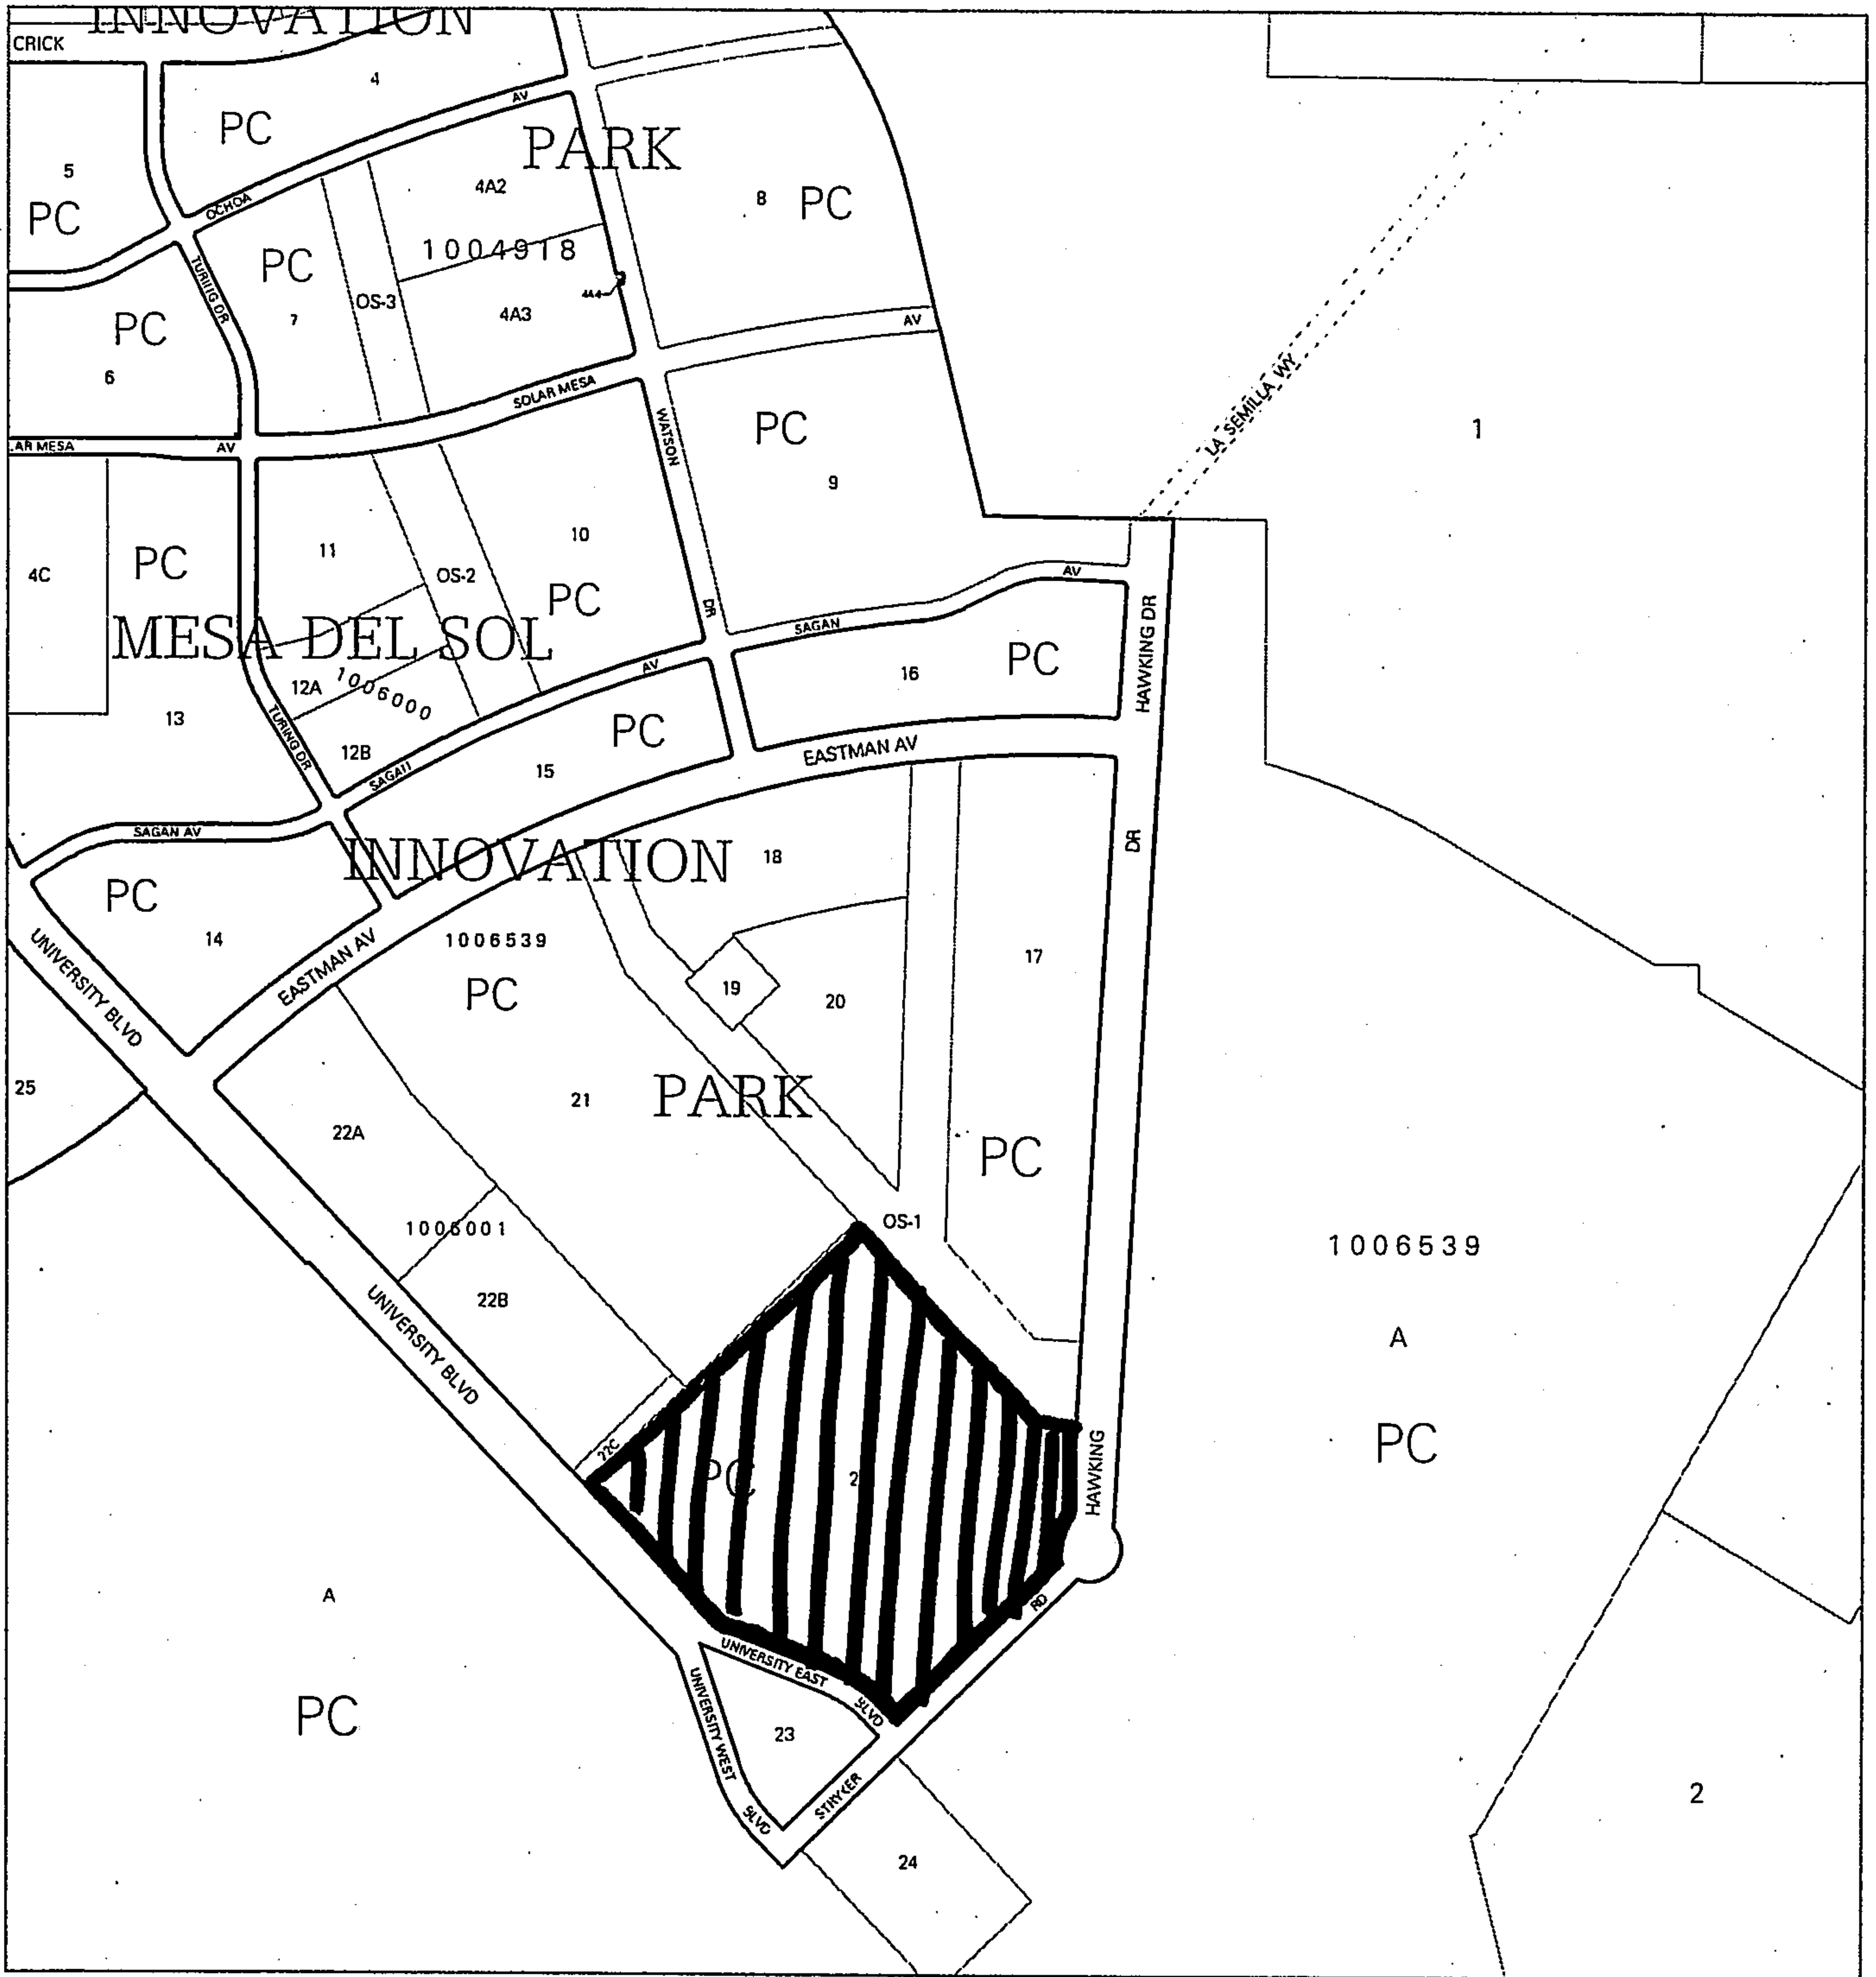 INNOVATION
CRICK
4
PC
AV
PARK
5
PC
4A2
8
PC
OCHOA
PC
1004918
TURING DR
OS-3
7
4A4
4A3
AV
PC
6
SOLAR MESA
WATSON
PC
1
LA SEMILLA WY
AR MESA
AV
9
10
11
PC
4C
OS-2
PC
AV
DR
SAGAN
HAWKING DR
MESA DEL SOL
AV
PC
16
12A
1006000
13
TURING DR
PC
12B
SAGAN
15
EASTMAN AV
SAGAN AV
DR
INNOVATION
18
PC
14
1006539
17
UNIVERSITY BLVD
EASTMAN AV
PC
19
20
25
21
PARK
22A
PC
OS-1
1006001
1006539
22B
UNIVERSITY BLVD
A
PC
22C
PC
2
HAWKING
A
RD
UNIVERSITY EAST
BLVD
UNIVERSITY WEST
BLVD
PC
23
STRYKER
2
24